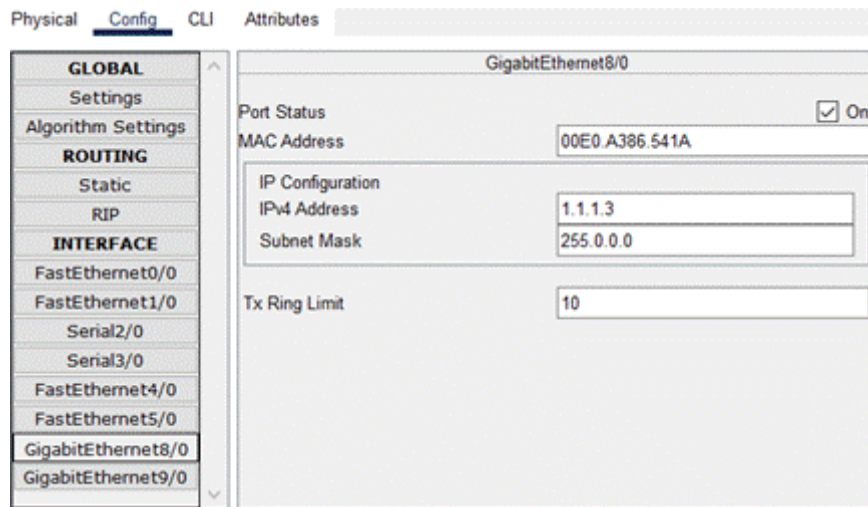 Physical Config CLI Attributes
GLOBAL
Settings
Algorithm Settings
ROUTING
Static
RIP
INTERFACE
FastEthernet0/0
FastEthernet1/0
Serial2/0
Serial3/0
FastEthernet4/0
FastEthernet5/0
GigabitEthernet8/0
GigabitEthernet9/0
GigabitEthernet8/0
Port Status On
MAC Address 00E0.A386.541A
IP Configuration
IPv4 Address 1.1.1.3
Subnet Mask 255.0.0.0
Tx Ring Limit 10